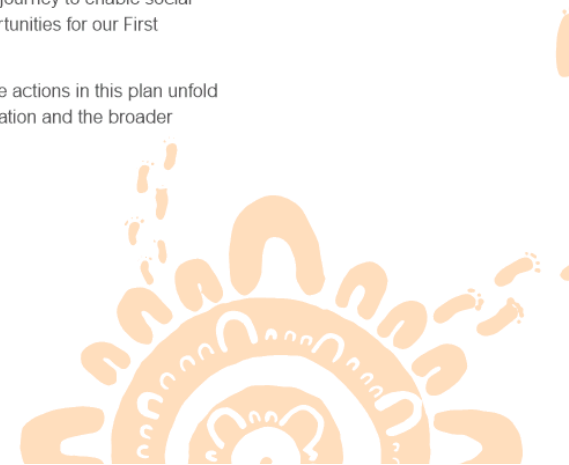 journey to enable social
rtunities for our First
e actions in this plan unfold
ation and the broader